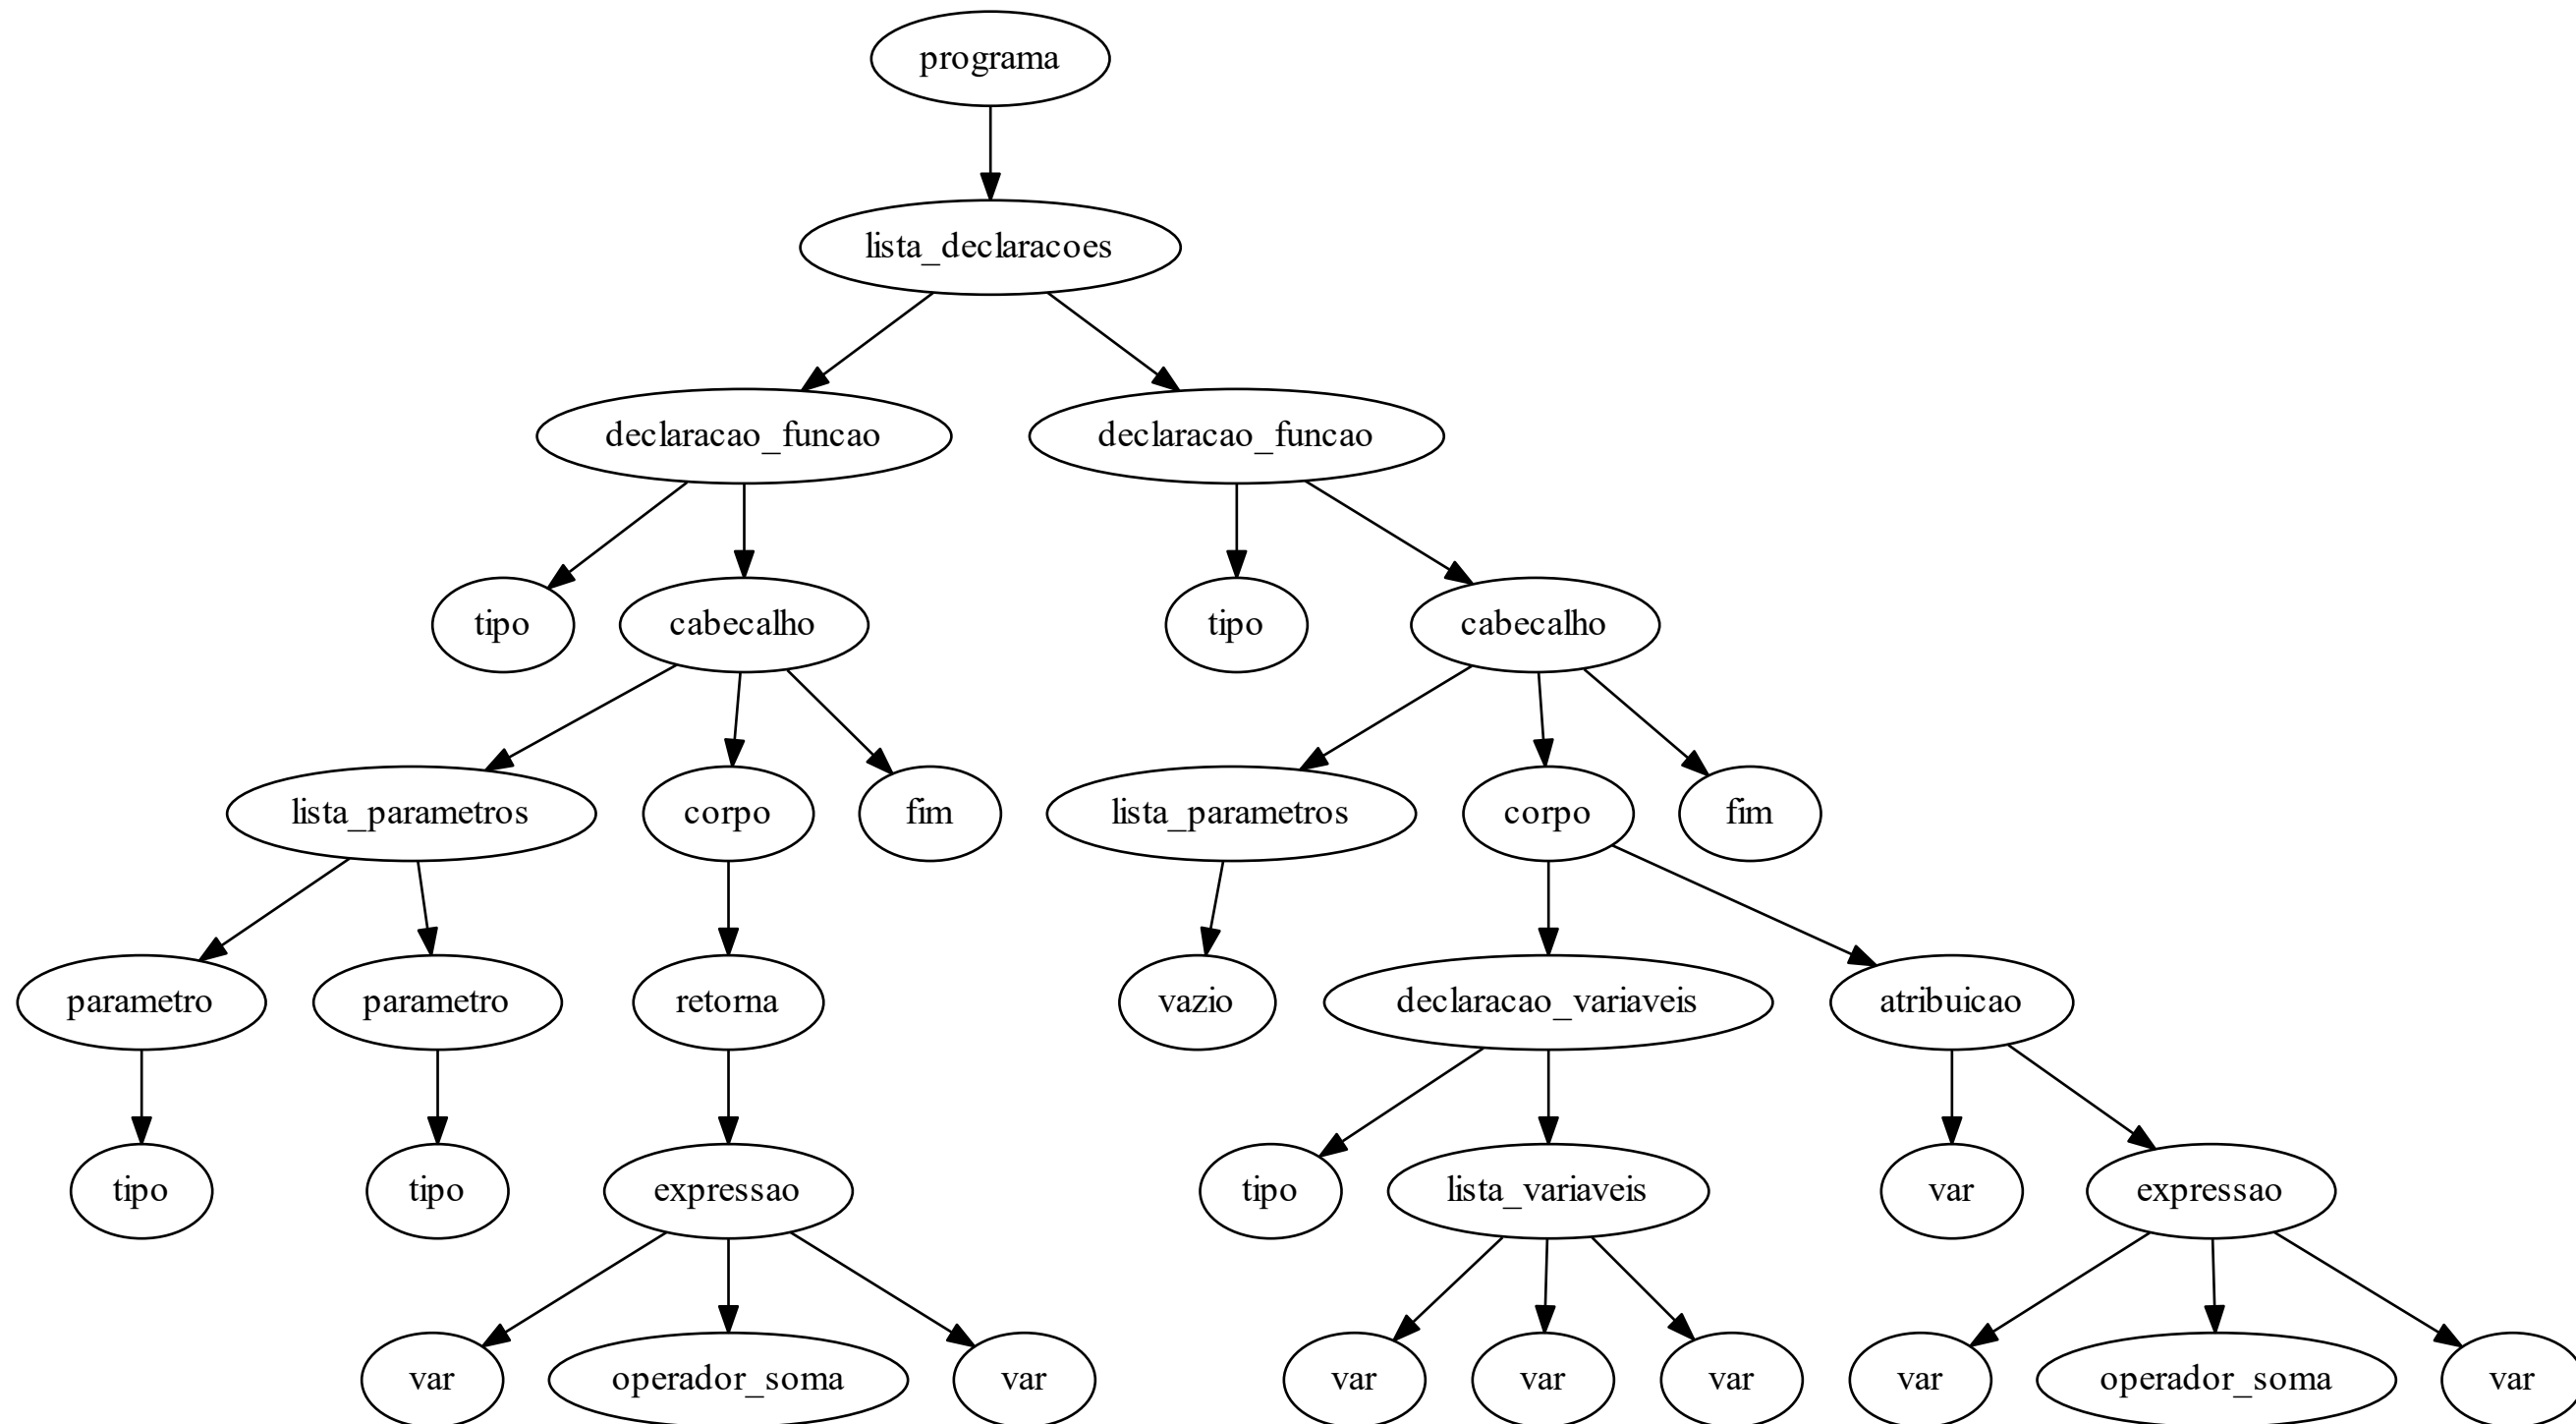 programa
lista_declaracoes
declaracao_funcao
declaracao_funcao
tipo
cabecalho
tipo
cabecalho
lista_parametros
corpo
fim
lista_parametros
corpo
fim
parametro
parametro
retorna
vazio
declaracao_variaveis
atribuicao
tipo
tipo
expressao
tipo
lista_variaveis
var
expressao
var
operador_soma
var
var
var
var
var
operador_soma
var